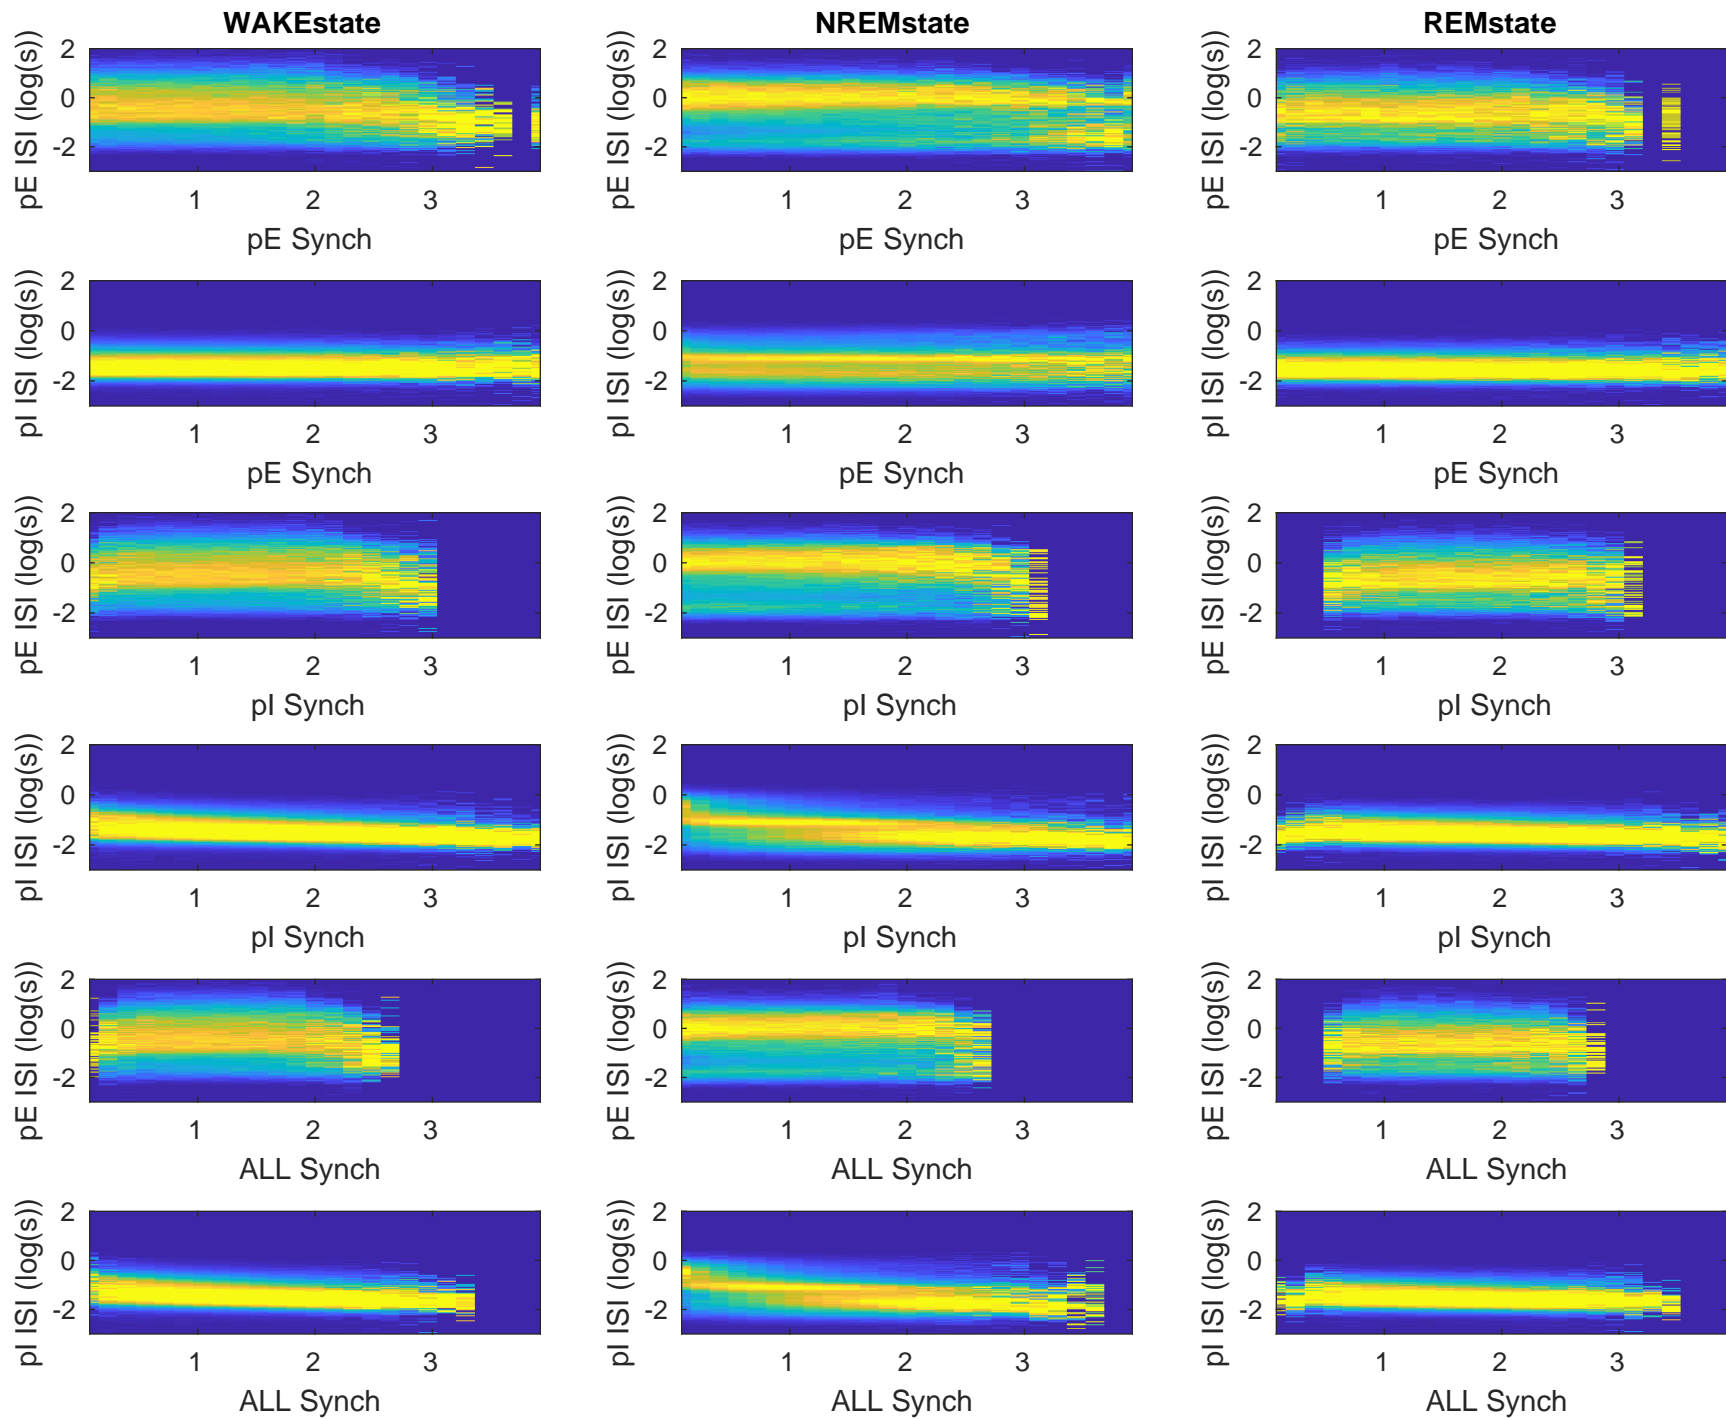 WAKEstate NREMstate REMstate
pE ISI (log(s)) 2 0 -2 pE ISI (log(s)) 2 0 -2 pE ISI (log(s)) 2 0 -2
1 2 3 1 2 3 1 2 3
pE Synch pE Synch pE Synch
pI ISI (log(s)) 2 0 -2 pI ISI (log(s)) 2 0 -2 pI ISI (log(s)) 2 0 -2
1 2 3 1 2 3 1 2 3
pE Synch pE Synch pE Synch
pE ISI (log(s)) 2 0 -2 pE ISI (log(s)) 2 0 -2 pE ISI (log(s)) 2 0 -2
1 2 3 1 2 3 1 2 3
pI Synch pI Synch pI Synch
pI ISI (log(s)) 2 0 -2 pI ISI (log(s)) 2 0 -2 pI ISI (log(s)) 2 0 -2
1 2 3 1 2 3 1 2 3
pI Synch pI Synch pI Synch
pE ISI (log(s)) 2 0 -2 pE ISI (log(s)) 2 0 -2 pE ISI (log(s)) 2 0 -2
1 2 3 1 2 3 1 2 3
ALL Synch ALL Synch ALL Synch
pI ISI (log(s)) 2 0 -2 pI ISI (log(s)) 2 0 -2 pI ISI (log(s)) 2 0 -2
1 2 3 1 2 3 1 2 3
ALL Synch ALL Synch ALL Synch